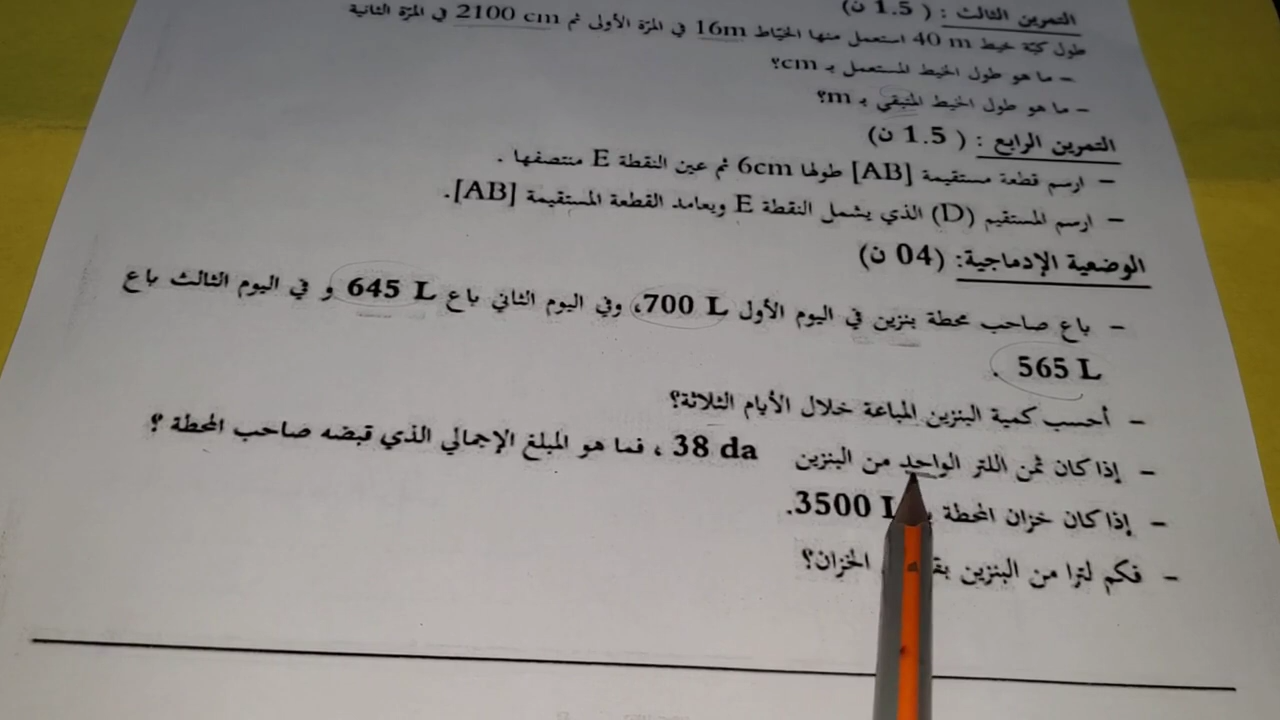 التمرين الثالث : ( 1.5 ن)
طول كبّة خيط 40 m استعمل منها الخيّاط 16m في المرّة الأولى ثم 2100 cm في المرّة الثانية
– ما هو طول الخيط المستعمل بـ cm؟
– ما هو طول الخيط المتبقي بـ m؟
التمرين الرابع : ( 1.5 ن)
– ارسم قطعة مستقيمة [AB] طولها 6cm ثم عين النقطة E منتصفها .
– ارسم المستقيم (D) الذي يشمل النقطة E ويعامد القطعة المستقيمة [AB].
الوضعية الإدماجية: (04 ن)
– باع صاحب محطة بنزين في اليوم الأول 700 L، وفي اليوم الثاني باع 645 L و في اليوم الثالث باع
565 L .
– أحسب كمية البنزين المباعة خلال الأيام الثلاثة؟
– إذا كان ثمن اللتر الواحد من البنزين 38 da ، فما هو المبلغ الإجمالي الذي قبضه صاحب المحطة ؟
– إذا كان خزان المحطة 3500 L.
– فكم لترا من البنزين الخزان؟